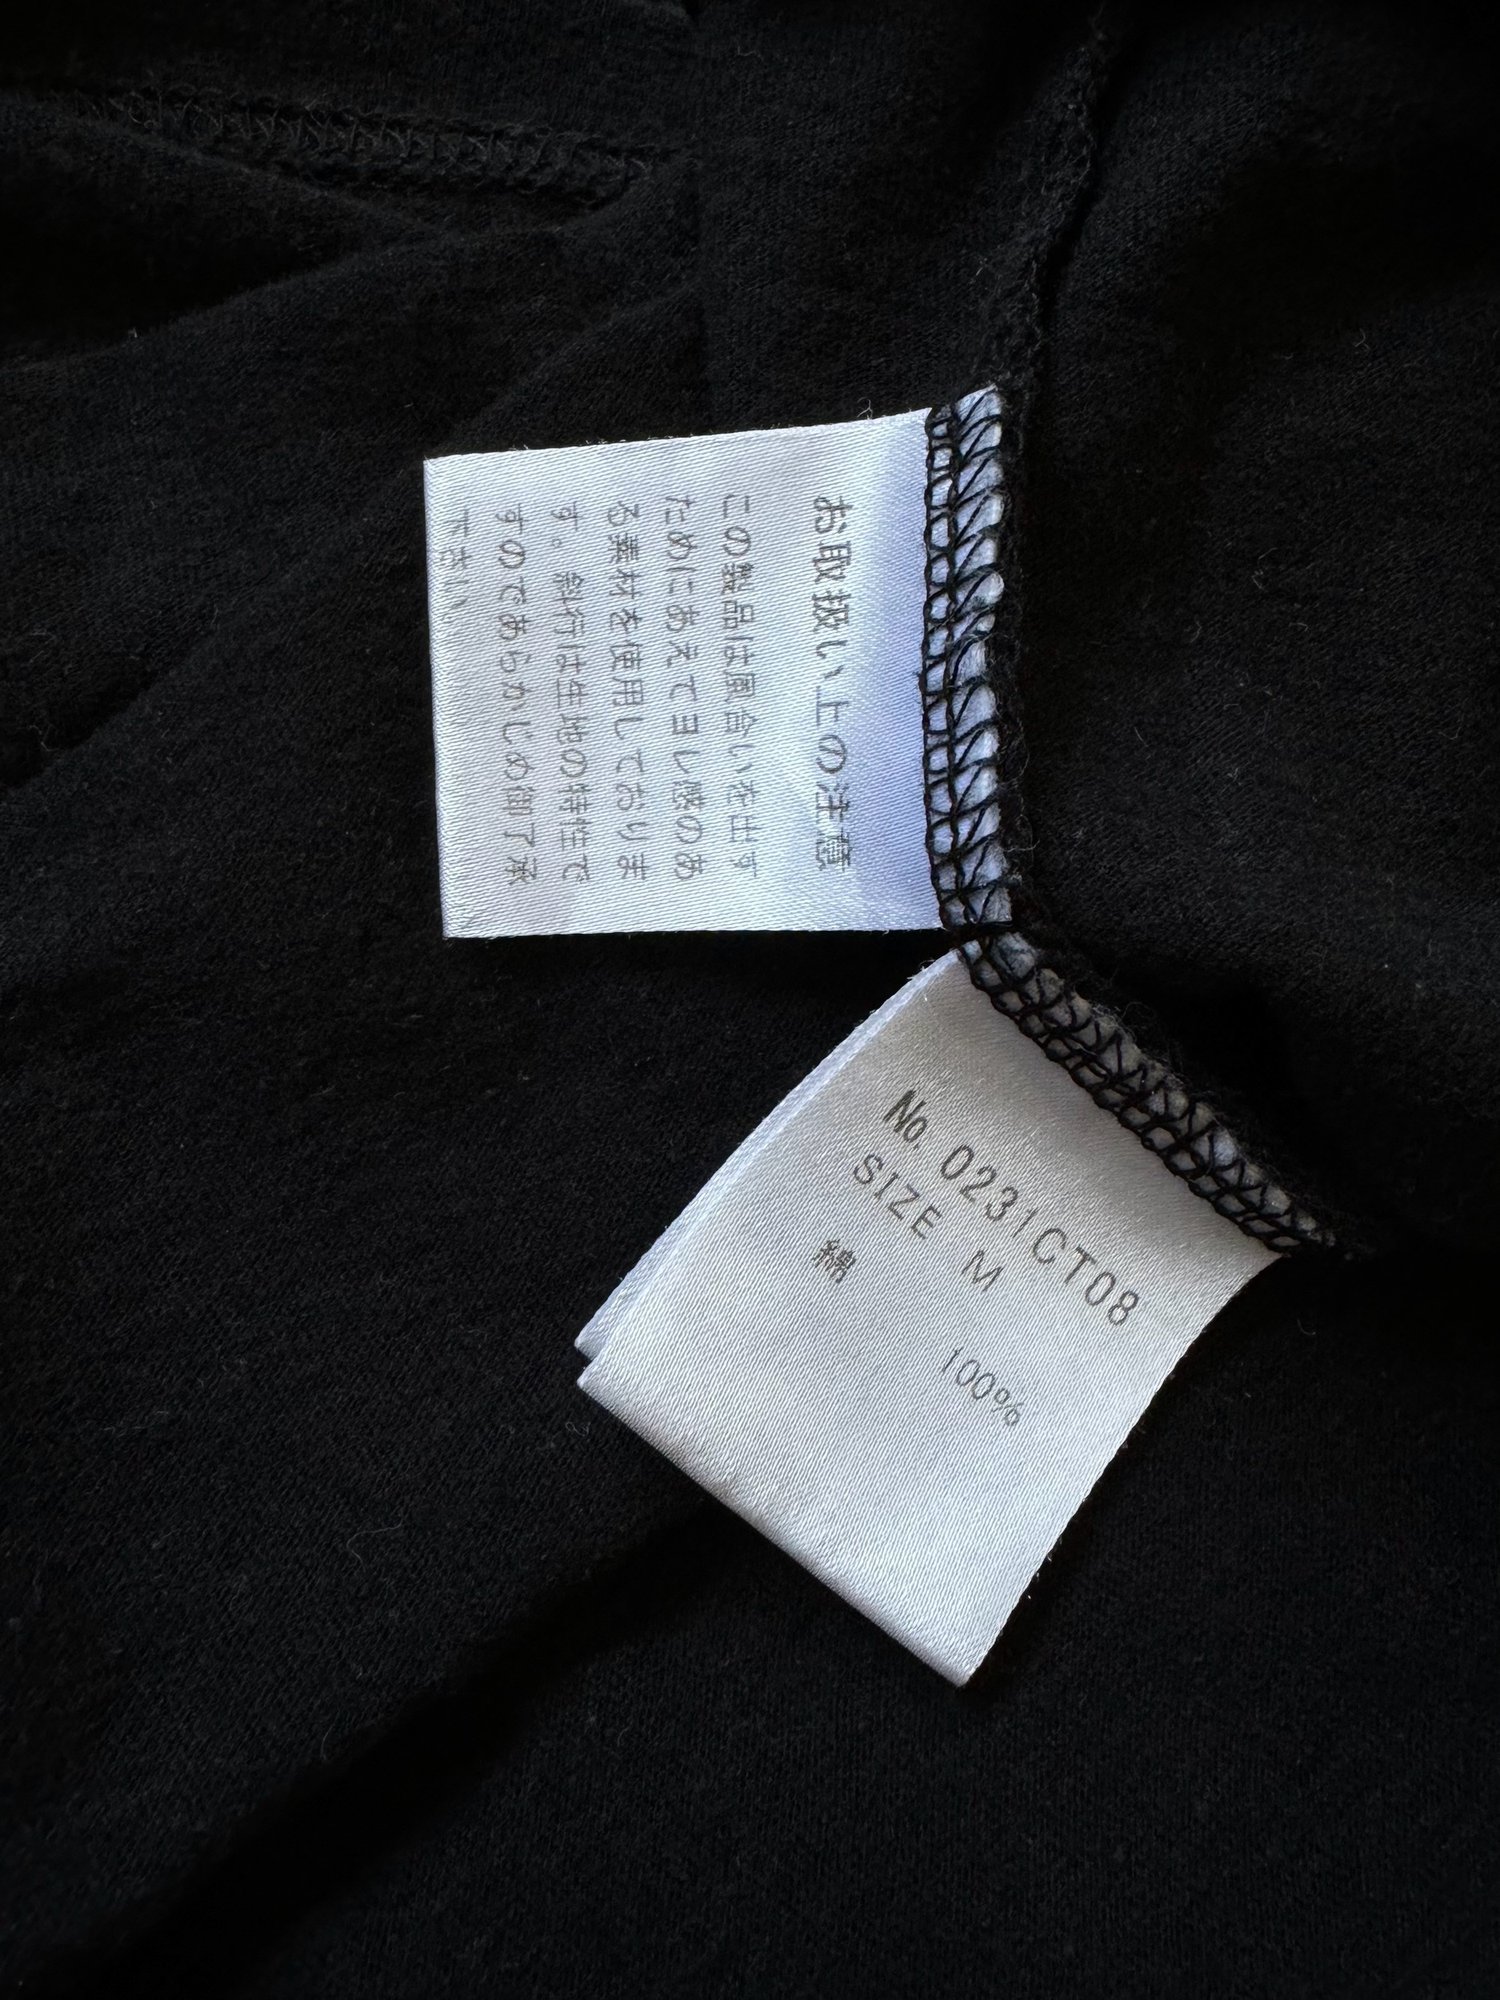 お取扱い上の注意
この製品は風合いを出す
ためにあえてヨレ感のあ
る素材を使用しておりま
す。斜行は生地の特性で
すのであらかじめ御了承
下さい。
No. 0231CT08
SIZE M
綿 100%